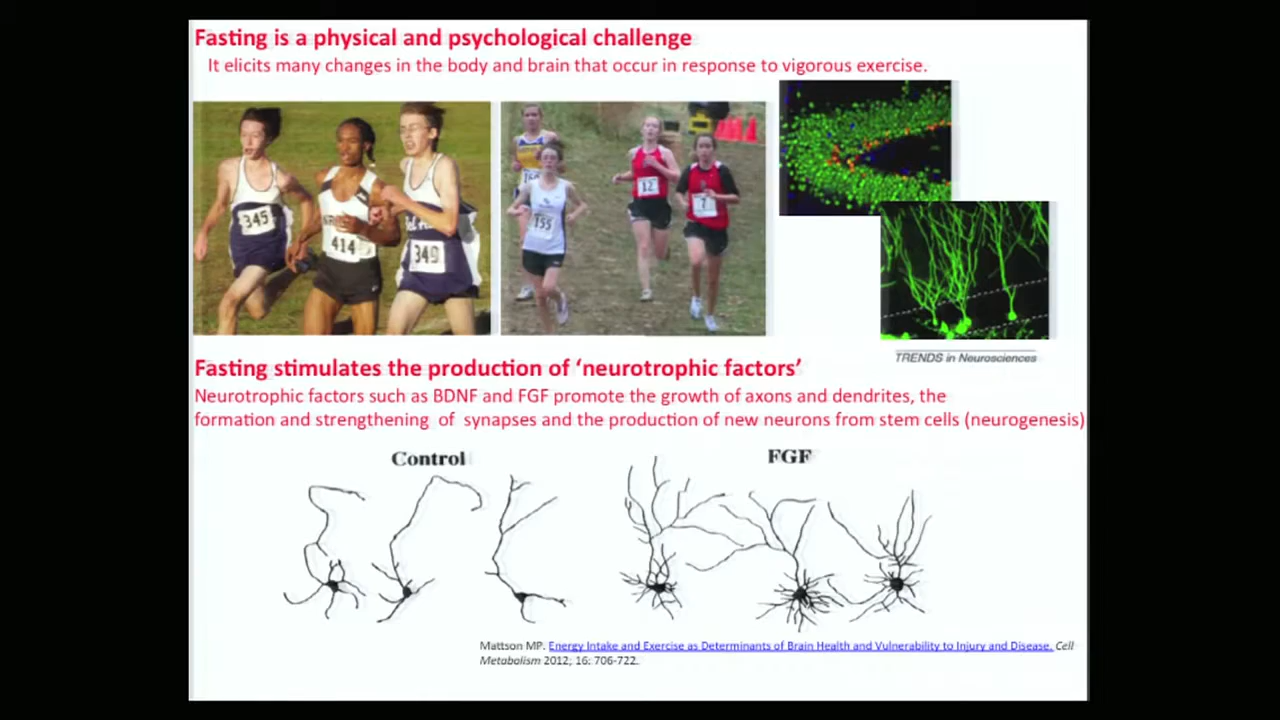 Fasting is a physical and psychological challenge
It elicits many changes in the body and brain that occur in response to vigorous exercise.
345
414
349
155
12
7
TRENDS in Neurosciences
Fasting stimulates the production of ‘neurotrophic factors’
Neurotrophic factors such as BDNF and FGF promote the growth of axons and dendrites, the
formation and strengthening of synapses and the production of new neurons from stem cells (neurogenesis)
Control
FGF
Mattson MP. Energy Intake and Exercise as Determinants of Brain Health and Vulnerability to Injury and Disease. Cell
Metabolism 2012; 16: 706-722.